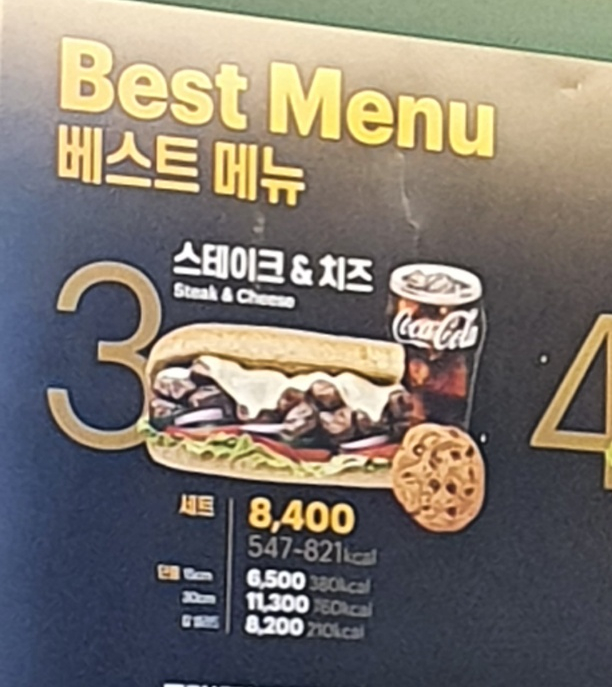 Best Menu
베스트 메뉴
3
스테이크 & 치즈
Steak & Cheese
Coca-Cola
4
세트 8,400
547~821kcal
단품 15cm 6,500 380kcal
30cm 11,300 760kcal
8,200 210kcal